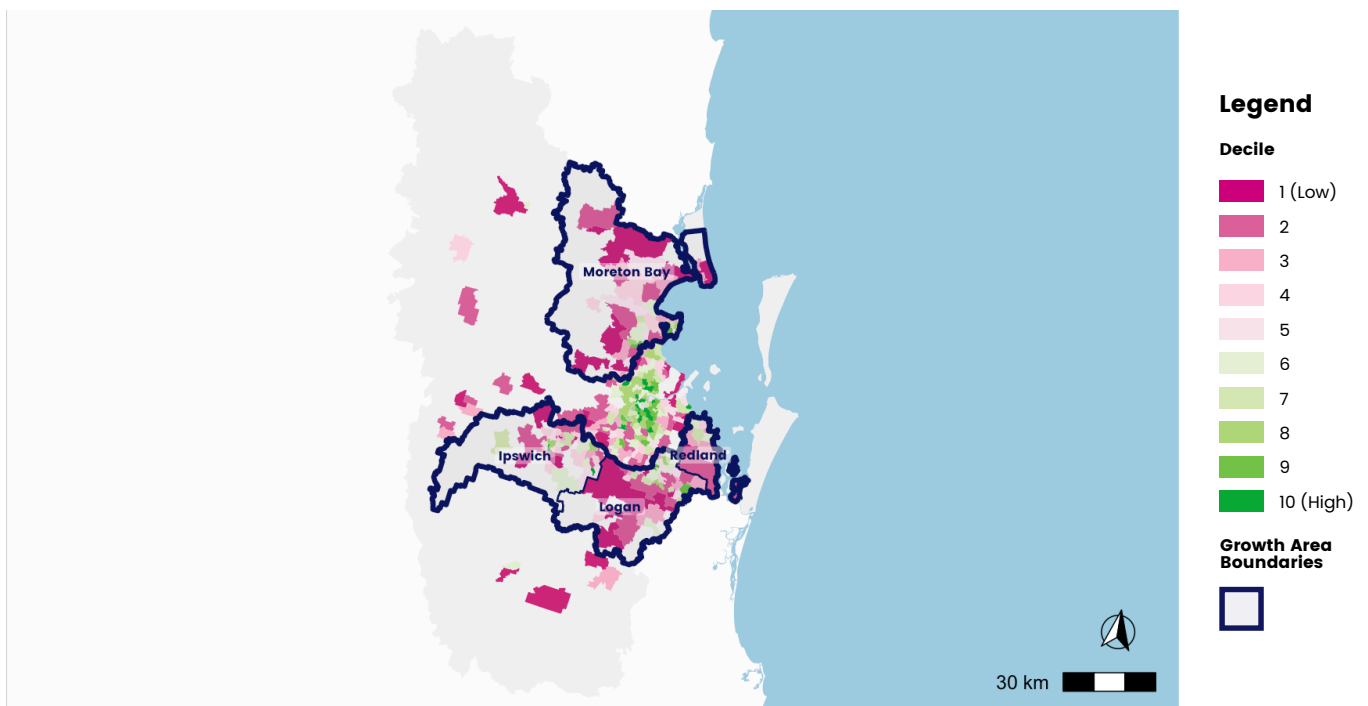 Moreton Bay
Ipswich
Redland
Logan
30 km
Legend
Decile
1 (Low)
2
3
4
5
6
7
8
9
10 (High)
Growth Area
Boundaries